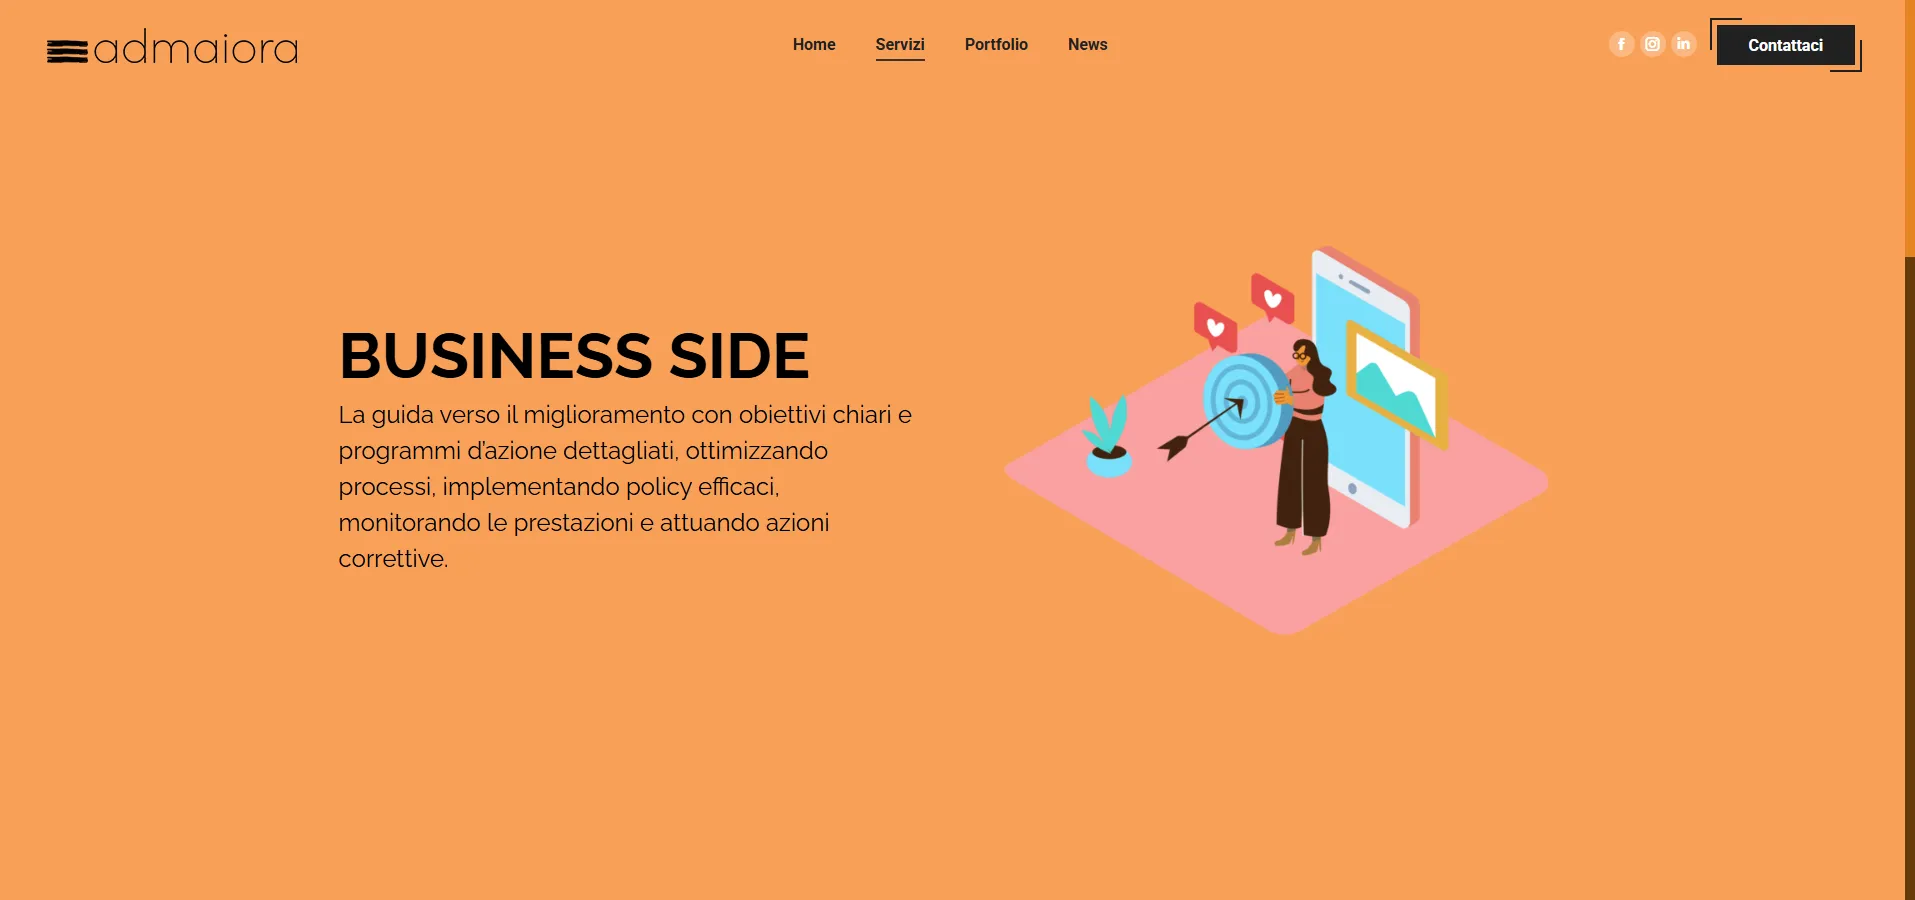 admaiora
Home Servizi Portfolio News
Contattaci
BUSINESS SIDE
La guida verso il miglioramento con obiettivi chiari e
programmi d’azione dettagliati, ottimizzando
processi, implementando policy efficaci,
monitorando le prestazioni e attuando azioni
correttive.